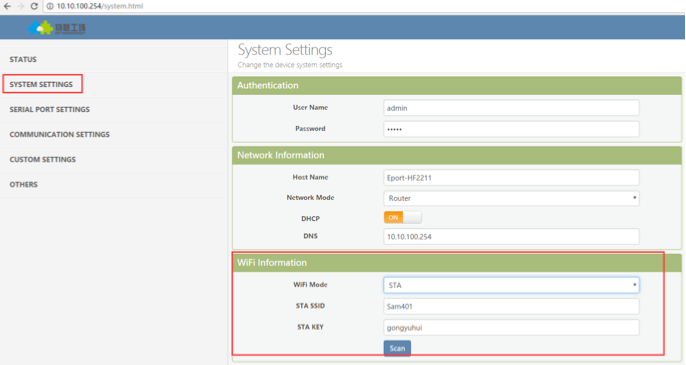 10.10.100.254/system.html
STATUS
SYSTEM SETTINGS
SERIAL PORT SETTINGS
COMMUNICATION SETTINGS
CUSTOM SETTINGS
OTHERS
System Settings
Change the device system settings
Authentication
User Name admin
Password •••••
Network Information
Host Name Eport-HF2211
Network Mode Router
DHCP ON
DNS 10.10.100.254
WiFi Information
WiFi Mode STA
STA SSID Sam401
STA KEY gongyuhui
Scan